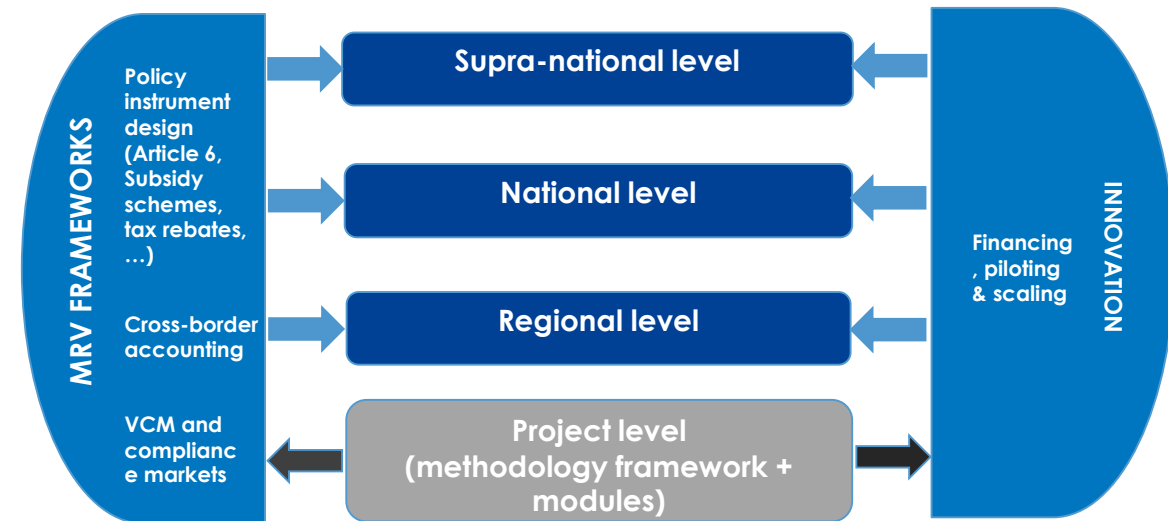 MRV FRAMEWORKS
Policy
instrument
design
(Article 6,
Subsidy
schemes,
tax rebates,
…)
Cross-border
accounting
VCM and
complianc
e markets
Supra-national level
National level
Regional level
Project level
(methodology framework +
modules)
Financing
, piloting
& scaling
INNOVATION